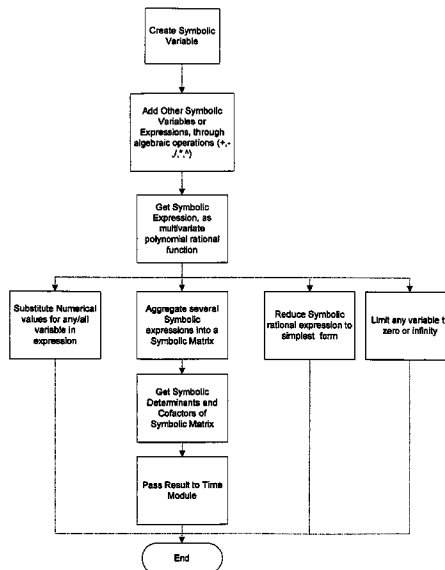 Create Symbolic
Variable
Add Other Symbolic
Variables or
Expressions, through
algebraic operations (+,-
,/,*,^)
Get Symbolic
Expression, as
multivariate
polynomial rational
function
Substitute Numerical
values for any/all
variable in
expression
Aggregate several
Symbolic
expressions into a
Symbolic Matrix
Reduce Symbolic
rational expression to
simplest form
Limit any variable t
zero or infinity
Get Symbolic
Determinants and
Cofactors of
Symbolic Matrix
Pass Result to Time
Module
End